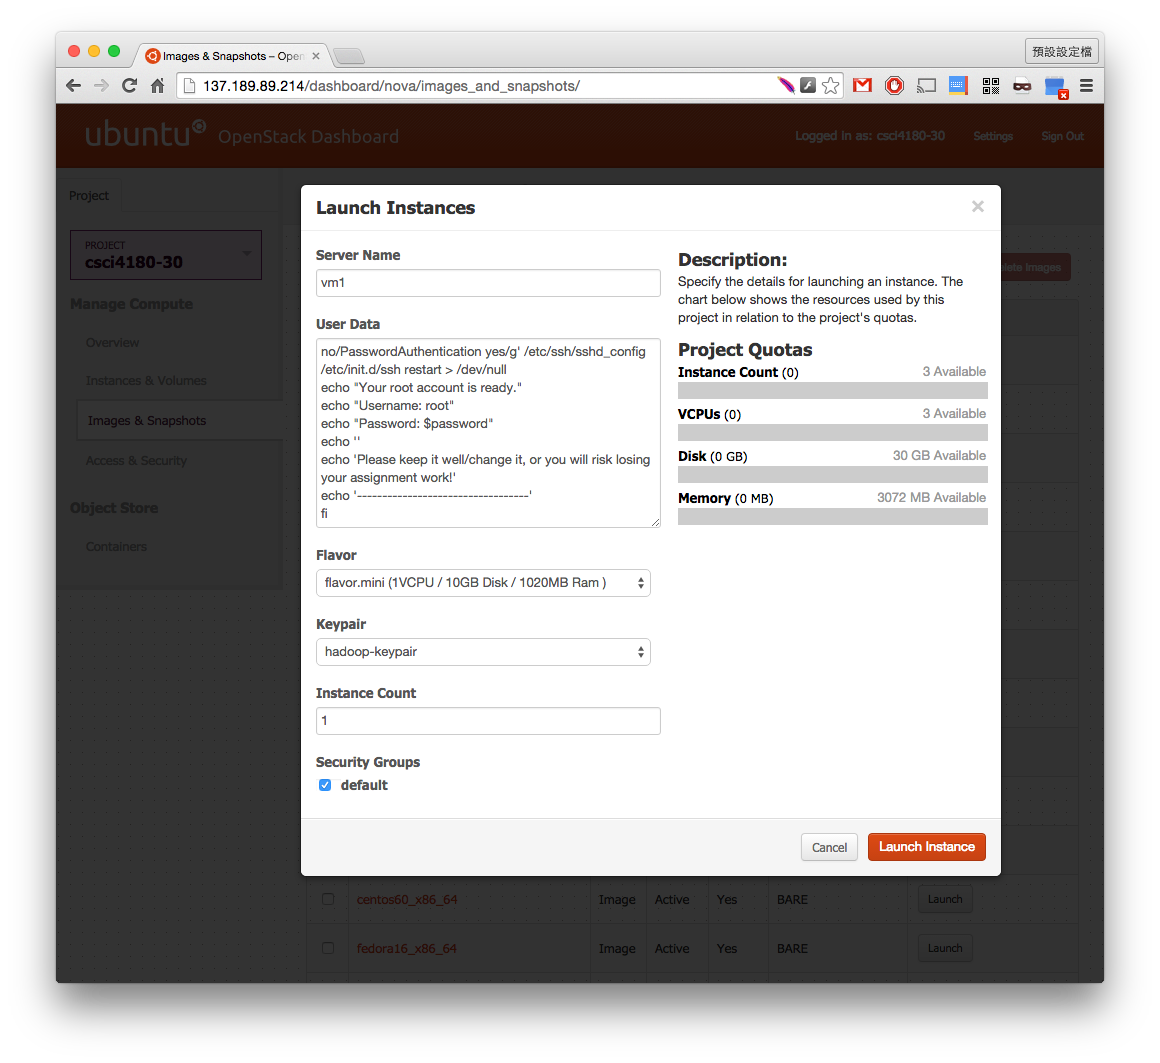 Images & Snapshots – Open
預設設定檔
137.189.89.214/dashboard/nova/images_and_snapshots/
ubuntu OpenStack Dashboard
Logged in as: csci4180-30 Settings Sign Out
Project
PROJECT
csci4180-30
Manage Compute
Overview
Instances & Volumes
Images & Snapshots
Access & Security
Object Store
Containers
Launch Instances
Server Name
vm1
User Data
no/PasswordAuthentication yes/g' /etc/ssh/sshd_config
/etc/init.d/ssh restart > /dev/null
echo "Your root account is ready."
echo "Username: root"
echo "Password: $password"
echo ''
echo 'Please keep it well/change it, or you will risk losing
your assignment work!'
echo '----------------------------------'
fi
Flavor
flavor.mini (1VCPU / 10GB Disk / 1020MB Ram )
Keypair
hadoop-keypair
Instance Count
1
Security Groups
default
Description:
Specify the details for launching an instance. The
chart below shows the resources used by this
project in relation to the project's quotas.
Project Quotas
Instance Count (0) 3 Available
VCPUs (0) 3 Available
Disk (0 GB) 30 GB Available
Memory (0 MB) 3072 MB Available
Cancel Launch Instance
lete Images
centos60_x86_64 Image Active Yes BARE Launch
fedora16_x86_64 Image Active Yes BARE Launch